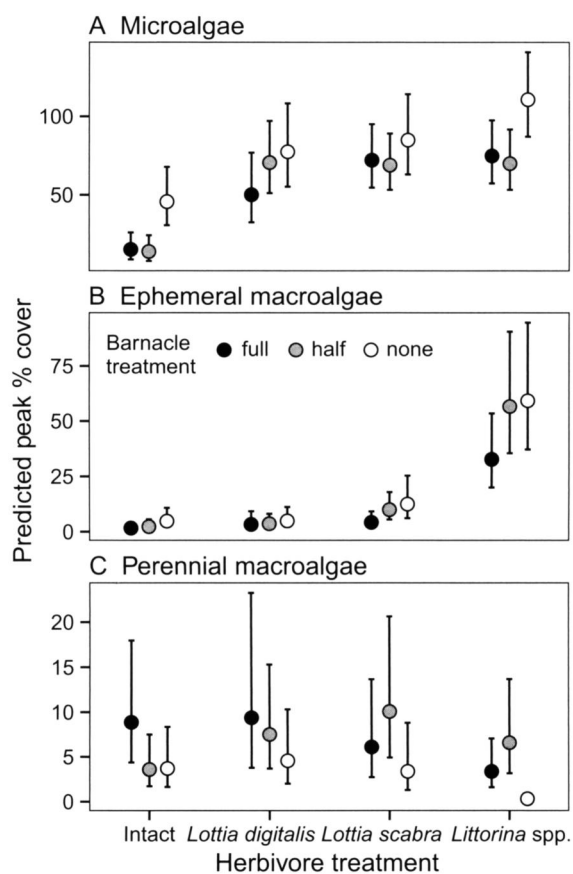 A Microalgae
100
50
B Ephemeral macroalgae
Barnacle treatment
full
half
none
75
50
25
0
C Perennial macroalgae
20
15
10
5
0
Predicted peak % cover
Intact Lottia digitalis Lottia scabra Littorina spp.
Herbivore treatment